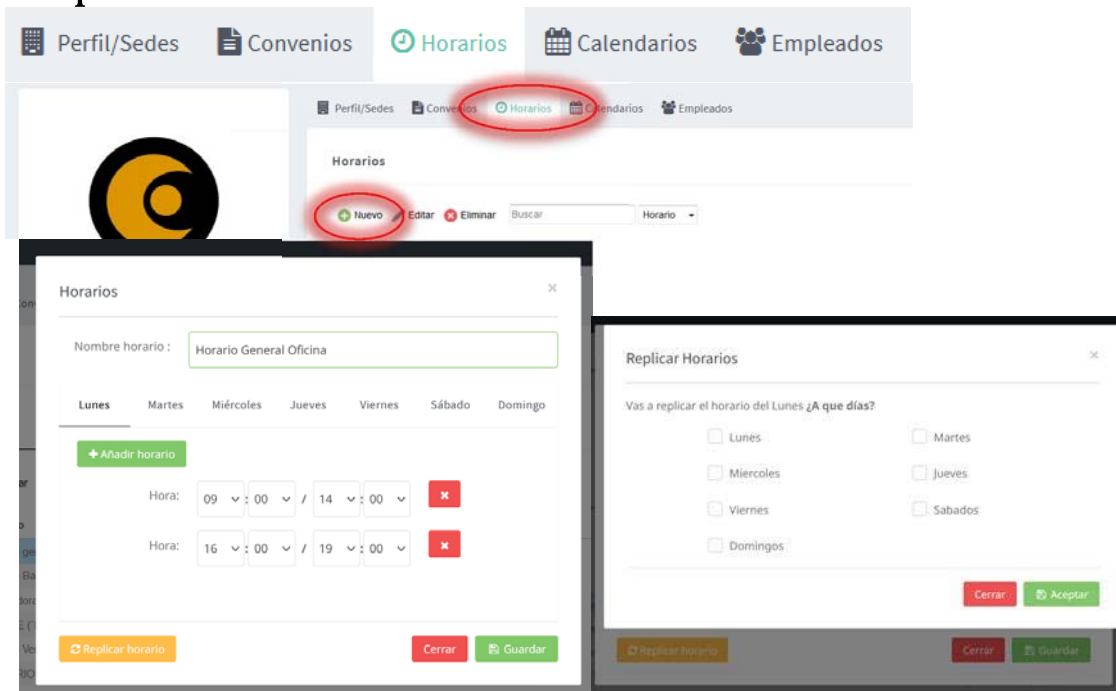 Perfil/Sedes Convenios Horarios Calendarios Empleados
Perfil/Sedes Convenios Horarios Calendarios Empleados
Horarios
Nuevo Editar Eliminar Buscar Horario
Horarios ×
Nombre horario : Horario General Oficina
Lunes Martes Miércoles Jueves Viernes Sábado Domingo
+ Añadir horario
Hora: 09 : 00 / 14 : 00
Hora: 16 : 00 / 19 : 00
Replicar horario Cerrar Guardar
Replicar Horarios ×
Vas a replicar el horario del Lunes ¿A que días?
Lunes Martes
Miercoles Jueves
Viernes Sabados
Domingos
Cerrar Aceptar
Replicar horario Cerrar Guardar